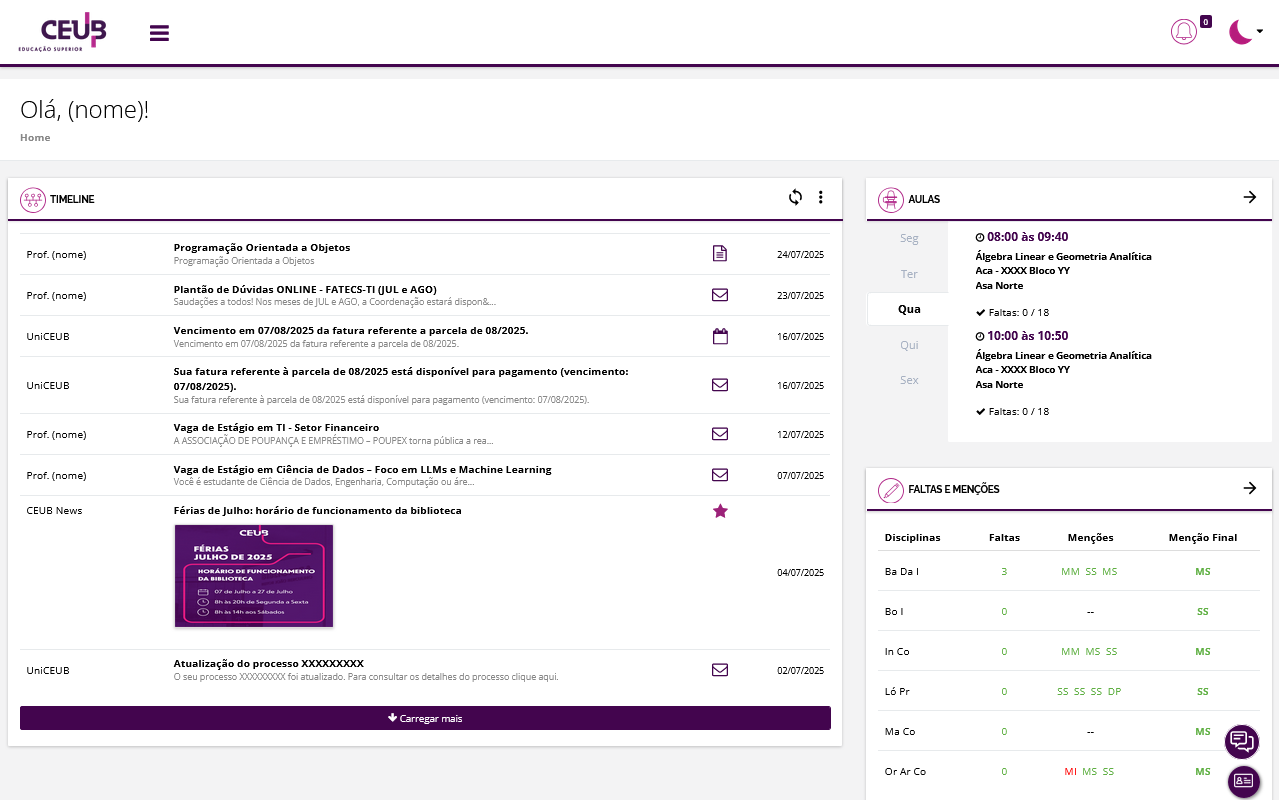 CEUB
EDUCAÇÃO SUPERIOR
0
Olá, (nome)!
Home
TIMELINE
Prof. (nome) Programação Orientada a Objetos 24/07/2025
Programação Orientada a Objetos
Prof. (nome) Plantão de Dúvidas ONLINE - FATECS-TI (JUL e AGO) 23/07/2025
Saudações a todos! Nos meses de JUL e AGO, a Coordenação estará dispon&...
UniCEUB Vencimento em 07/08/2025 da fatura referente a parcela de 08/2025. 16/07/2025
Vencimento em 07/08/2025 da fatura referente a parcela de 08/2025.
UniCEUB Sua fatura referente à parcela de 08/2025 está disponível para pagamento (vencimento: 16/07/2025
07/08/2025).
Sua fatura referente à parcela de 08/2025 está disponível para pagamento (vencimento: 07/08/2025).
Prof. (nome) Vaga de Estágio em TI - Setor Financeiro 12/07/2025
A ASSOCIAÇÃO DE POUPANÇA E EMPRÉSTIMO – POUPEX torna pública a rea...
Prof. (nome) Vaga de Estágio em Ciência de Dados – Foco em LLMs e Machine Learning 07/07/2025
Você é estudante de Ciência de Dados, Engenharia, Computação ou áre...
CEUB News Férias de Julho: horário de funcionamento da biblioteca 04/07/2025
CEUB
FÉRIAS
JULHO DE 2025
HORÁRIO DE FUNCIONAMENTO
DA BIBLIOTECA
07 de Julho a 27 de Julho
8h às 20h de Segunda a Sexta
8h às 14h aos Sábados
UniCEUB Atualização do processo XXXXXXXXX 02/07/2025
O seu processo XXXXXXXXX foi atualizado. Para consultar os detalhes do processo clique aqui.
Carregar mais
AULAS
Seg
Ter
Qua
Qui
Sex
08:00 às 09:40
Álgebra Linear e Geometria Analítica
Aca - XXXX Bloco YY
Asa Norte
Faltas: 0 / 18
10:00 às 10:50
Álgebra Linear e Geometria Analítica
Aca - XXXX Bloco YY
Asa Norte
Faltas: 0 / 18
FALTAS E MENÇÕES
Disciplinas Faltas Menções Menção Final
Ba Da I 3 MM SS MS MS
Bo I 0 -- SS
In Co 0 MM MS SS MS
Ló Pr 0 SS SS SS DP SS
Ma Co 0 -- MS
Or Ar Co 0 MI MS SS MS